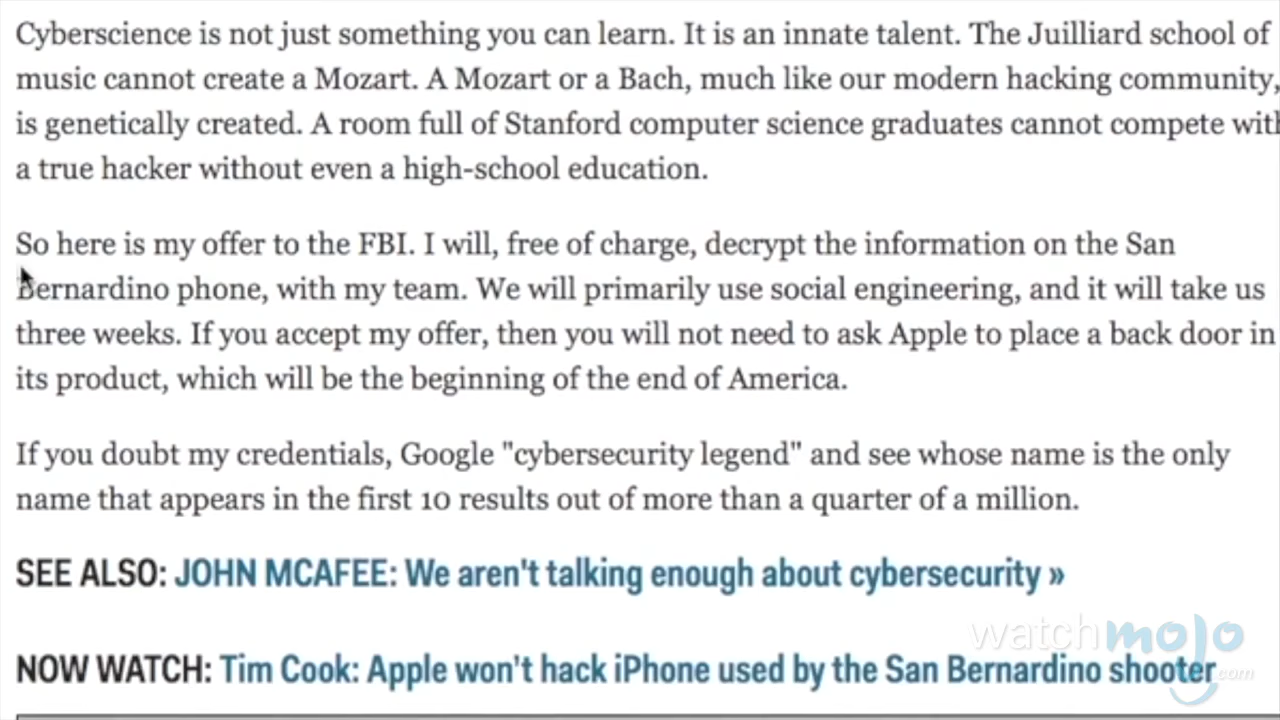 Cyberscience is not just something you can learn. It is an innate talent. The Juilliard school of
music cannot create a Mozart. A Mozart or a Bach, much like our modern hacking community,
is genetically created. A room full of Stanford computer science graduates cannot compete with
a true hacker without even a high-school education.
So here is my offer to the FBI. I will, free of charge, decrypt the information on the San
Bernardino phone, with my team. We will primarily use social engineering, and it will take us
three weeks. If you accept my offer, then you will not need to ask Apple to place a back door in
its product, which will be the beginning of the end of America.
If you doubt my credentials, Google "cybersecurity legend" and see whose name is the only
name that appears in the first 10 results out of more than a quarter of a million.
SEE ALSO: JOHN MCAFEE: We aren't talking enough about cybersecurity »
watchmojo
NOW WATCH: Tim Cook: Apple won't hack iPhone used by the San Bernardino shooter
.com